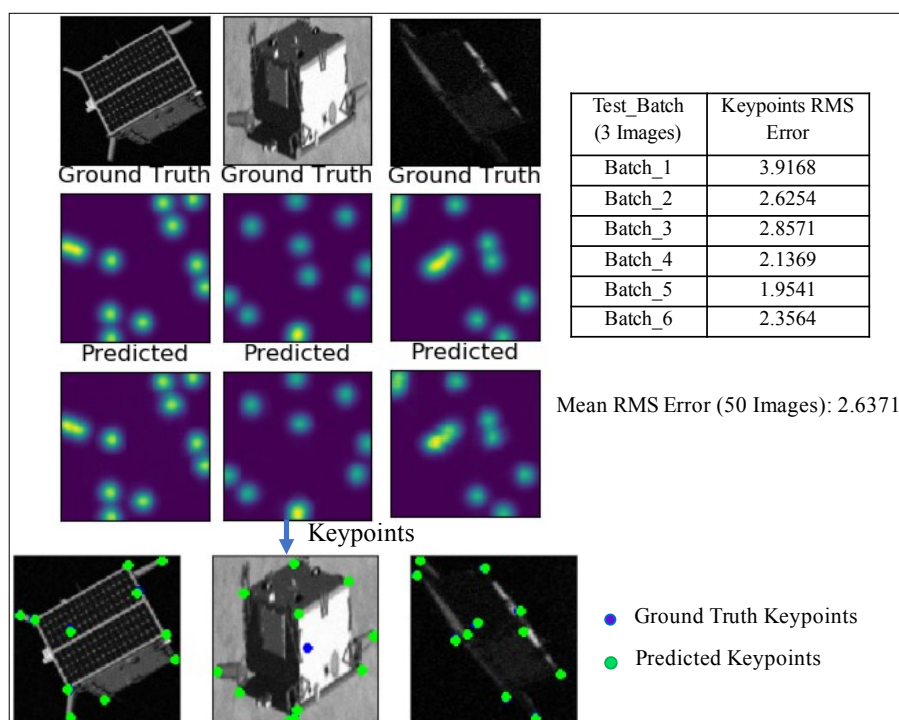 Ground Truth Ground Truth Ground Truth
Predicted Predicted Predicted
Keypoints
Test_Batch
(3 Images)
Keypoints RMS
Error
Batch_1 3.9168
Batch_2 2.6254
Batch_3 2.8571
Batch_4 2.1369
Batch_5 1.9541
Batch_6 2.3564
Mean RMS Error (50 Images): 2.6371
Ground Truth Keypoints
Predicted Keypoints